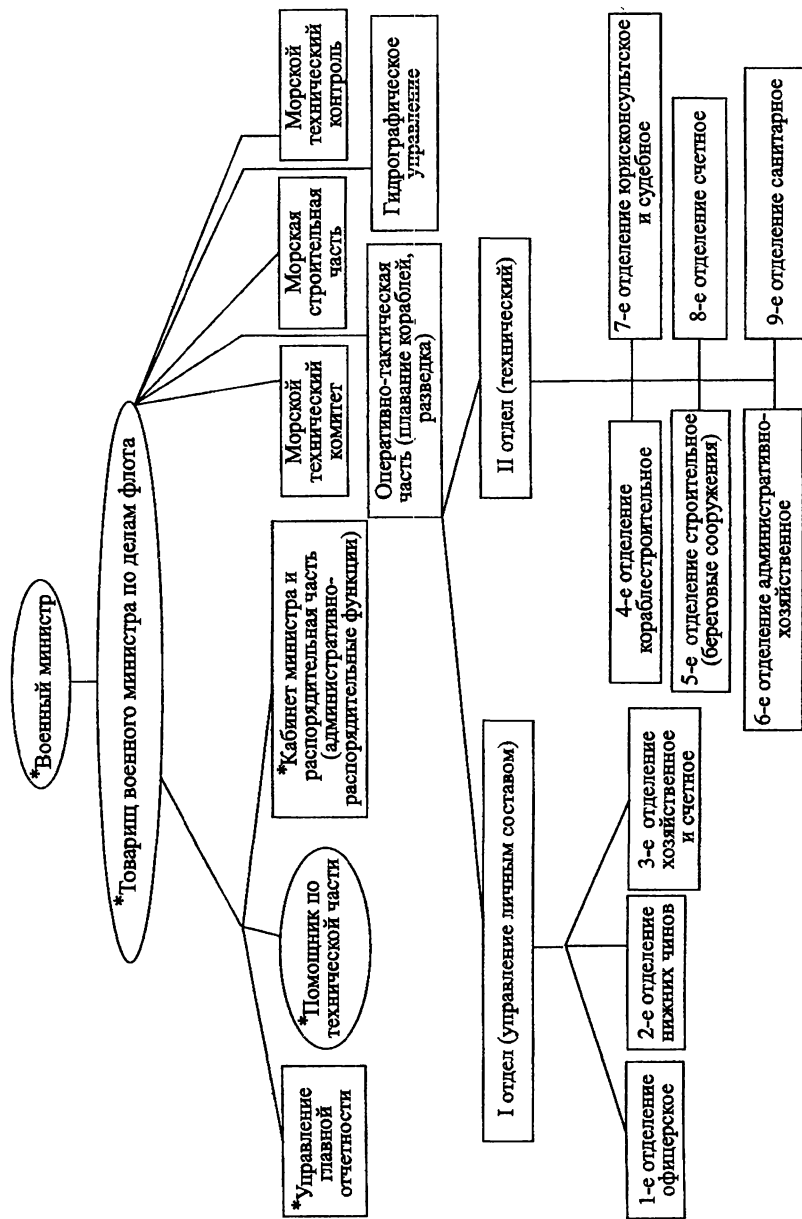 *Военный министр
*Товарищ военного министра по делам флота
*Управление
главной
отчетности
*Помощник по
технической части
*Кабинет министра и
распорядительная часть
(административно-
распорядительные функции)
Морской
технический
комитет
Морская
строительная
часть
Морской
технический
контроль
Оперативно-тактическая
часть (плавание кораблей,
разведка)
Гидрографическое
управление
I отдел (управление личным составом)
II отдел (технический)
1-е отделение
офицерское
2-е отделение
нижних чинов
3-е отделение
хозяйственное
и счетное
4-е отделение
кораблестроительное
5-е отделение строительное
(береговые сооружения)
6-е отделение административно-
хозяйственное
7-е отделение юрисконсультское
и судебное
8-е отделение счетное
9-е отделение санитарное